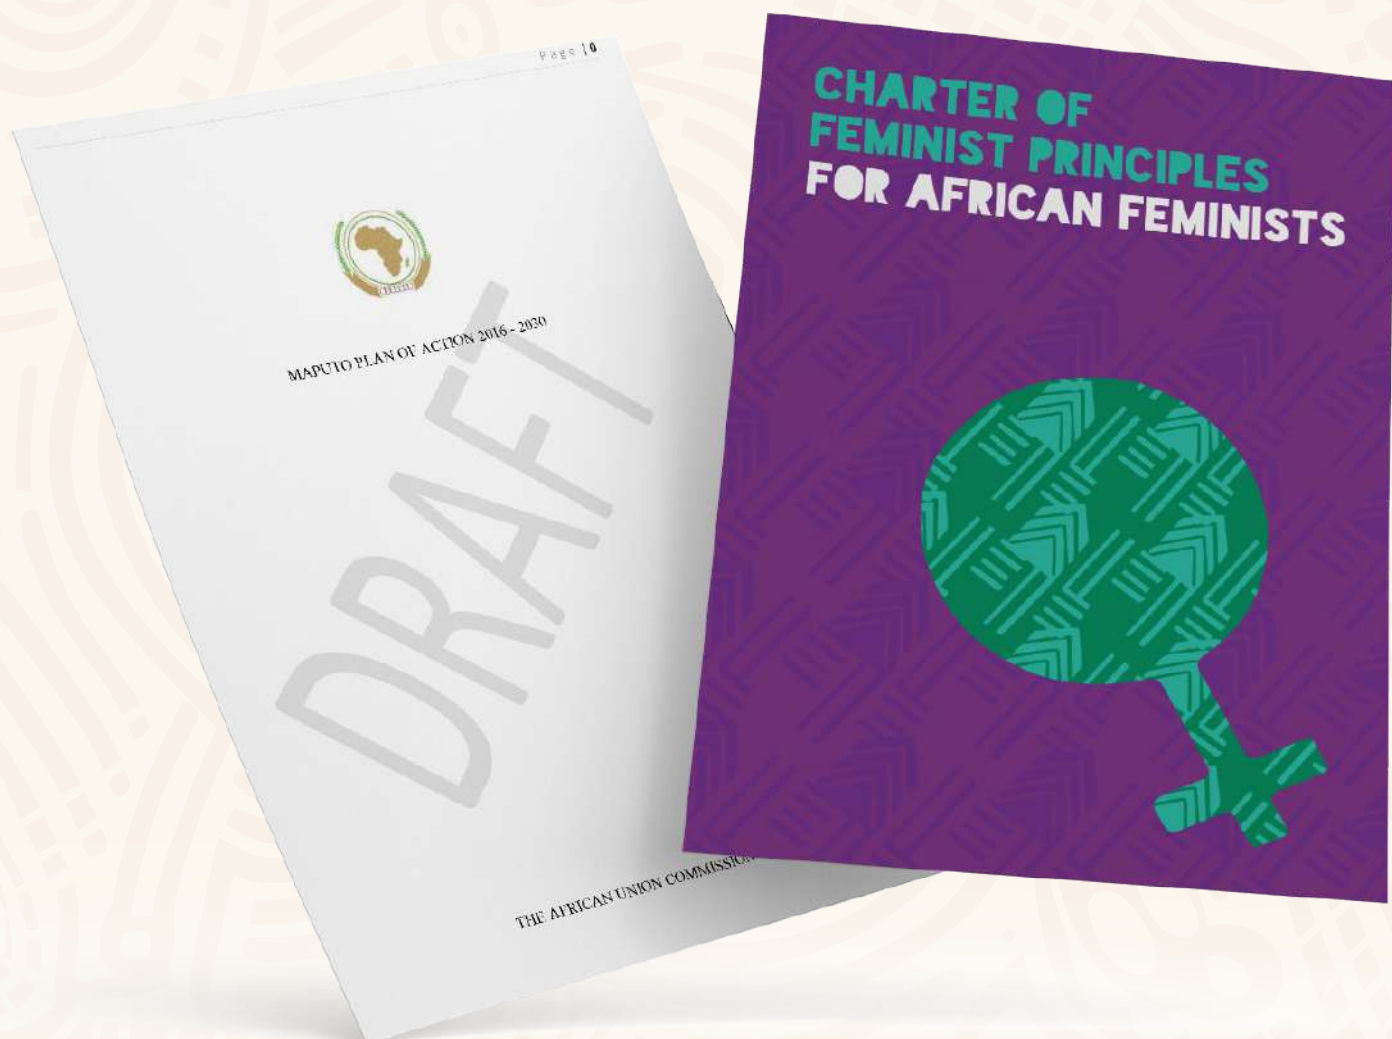 Page | 0
MAPUTO PLAN OF ACTION 2016 - 2030
DRAFT
THE AFRICAN UNION COMMISSION
CHARTER OF
FEMINIST PRINCIPLES
FOR AFRICAN FEMINISTS